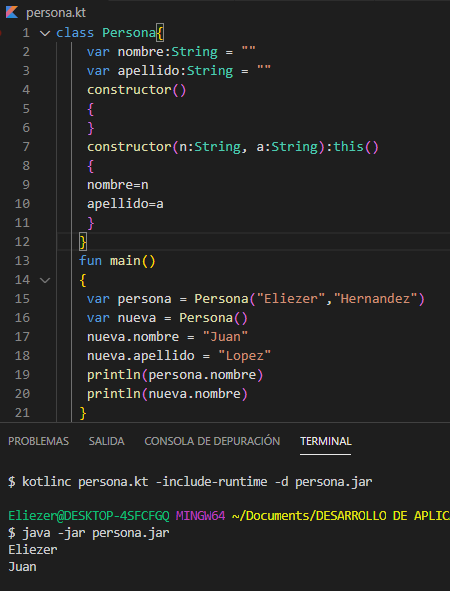 persona.kt
1 class Persona{
2 var nombre:String = ""
3 var apellido:String = ""
4 constructor()
5 {
6 }
7 constructor(n:String, a:String):this()
8 {
9 nombre=n
10 apellido=a
11 }
12 }
13 fun main()
14 {
15 var persona = Persona("Eliezer","Hernandez")
16 var nueva = Persona()
17 nueva.nombre = "Juan"
18 nueva.apellido = "Lopez"
19 println(persona.nombre)
20 println(nueva.nombre)
21 }
PROBLEMAS SALIDA CONSOLA DE DEPURACIÓN TERMINAL
$ kotlinc persona.kt -include-runtime -d persona.jar
Eliezer@DESKTOP-4SFCFGQ MINGW64 ~/Documents/DESARROLLO DE APLICA
$ java -jar persona.jar
Eliezer
Juan